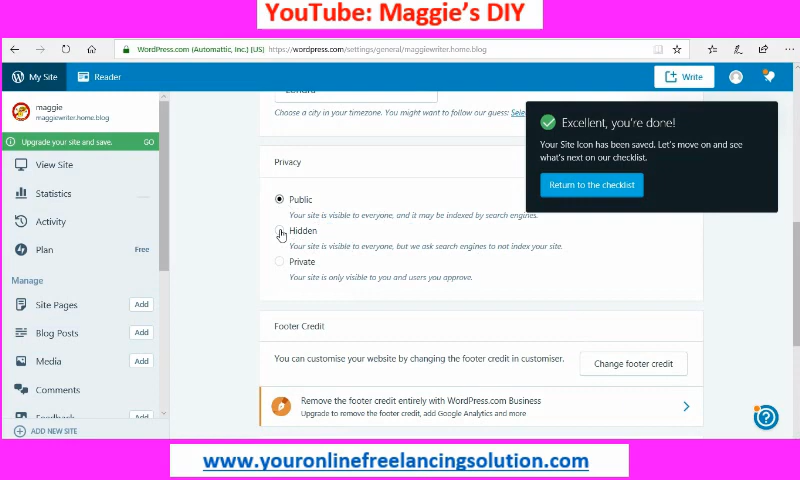 YouTube: Maggie's DIY
WordPress.com (Automattic, Inc.) [US] https://wordpress.com/settings/general/maggiewriter.home.blog
My Site Reader Write
maggie
maggiewriter.home.blog
Upgrade your site and save. GO
View Site
Statistics
Activity
Plan Free
Manage
Site Pages Add
Blog Posts Add
Media Add
Comments
Feedback Add
ADD NEW SITE
Choose a city in your timezone. You might want to follow our guess:
Privacy
Public
Your site is visible to everyone, and it may be indexed by search engines.
Hidden
Your site is visible to everyone, but we ask search engines to not index your site.
Private
Your site is only visible to you and users you approve.
Footer Credit
You can customise your website by changing the footer credit in customiser.
Change footer credit
Remove the footer credit entirely with WordPress.com Business
Upgrade to remove the footer credit, add Google Analytics and more
Excellent, you're done!
Your Site Icon has been saved. Let's move on and see
what's next on our checklist.
Return to the checklist
www.youronlinefreelancingsolution.com